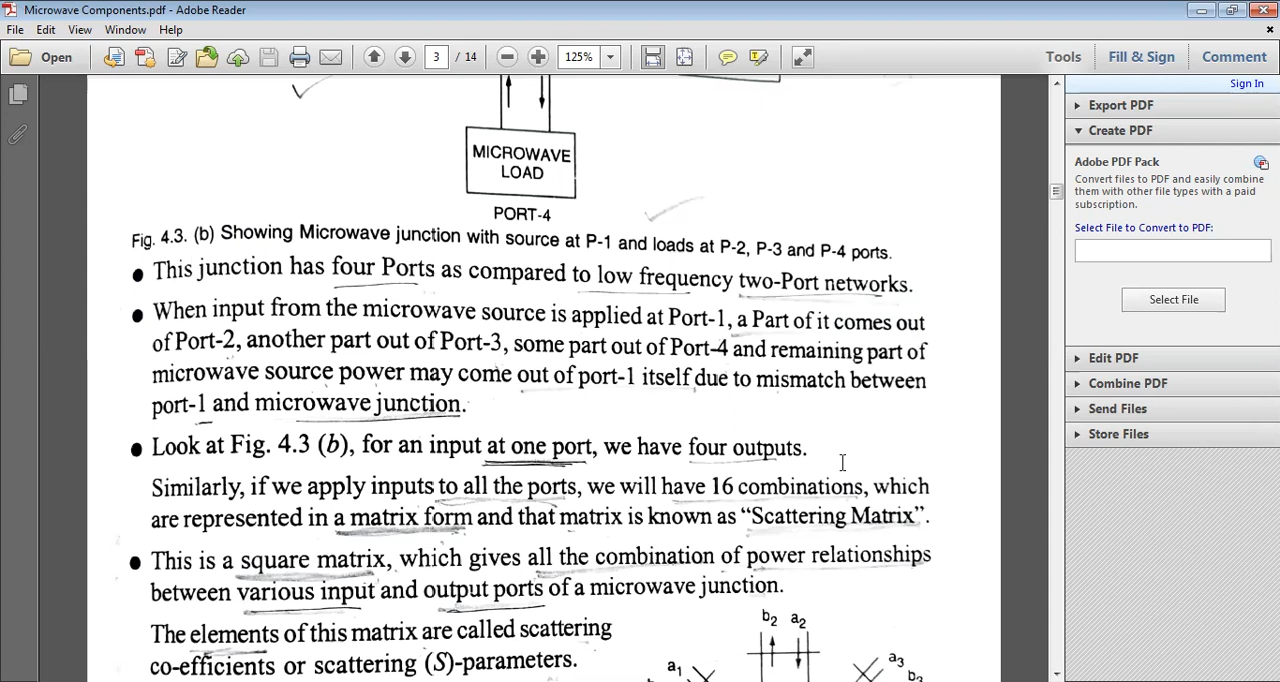 Microwave Components.pdf - Adobe Reader
File Edit View Window Help
Open 3 / 14 125% Tools Fill & Sign Comment
Sign In
Export PDF
Create PDF
Adobe PDF Pack
Convert files to PDF and easily combine
them with other file types with a paid
subscription.
Select File to Convert to PDF:
Select File
Edit PDF
Combine PDF
Send Files
Store Files
MICROWAVE
LOAD
PORT-4
Fig. 4.3. (b) Showing Microwave junction with source at P-1 and loads at P-2, P-3 and P-4 ports.
• This junction has four Ports as compared to low frequency two-Port networks.
• When input from the microwave source is applied at Port-1, a Part of it comes out
of Port-2, another part out of Port-3, some part out of Port-4 and remaining part of
microwave source power may come out of port-1 itself due to mismatch between
port-1 and microwave junction.
• Look at Fig. 4.3 (b), for an input at one port, we have four outputs.
Similarly, if we apply inputs to all the ports, we will have 16 combinations, which
are represented in a matrix form and that matrix is known as “Scattering Matrix”.
• This is a square matrix, which gives all the combination of power relationships
between various input and output ports of a microwave junction.
The elements of this matrix are called scattering
co-efficients or scattering (S)-parameters.
b2 a2
a1
a3